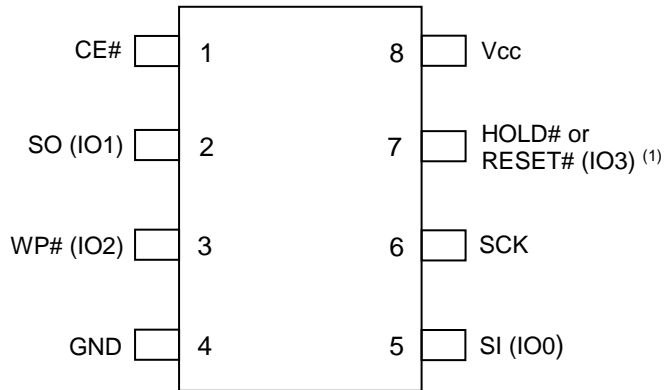 CE# 1 8 Vcc
SO (IO1) 2 7 HOLD# or
RESET# (IO3) (1)
WP# (IO2) 3 6 SCK
GND 4 5 SI (IO0)